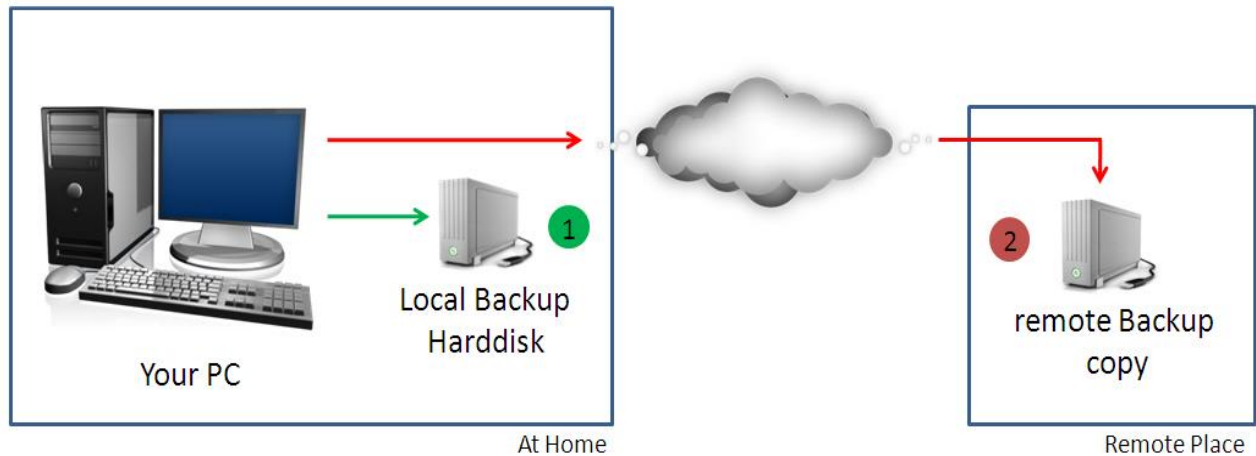 1
Local Backup
Harddisk
Your PC
At Home
2
remote Backup
copy
Remote Place